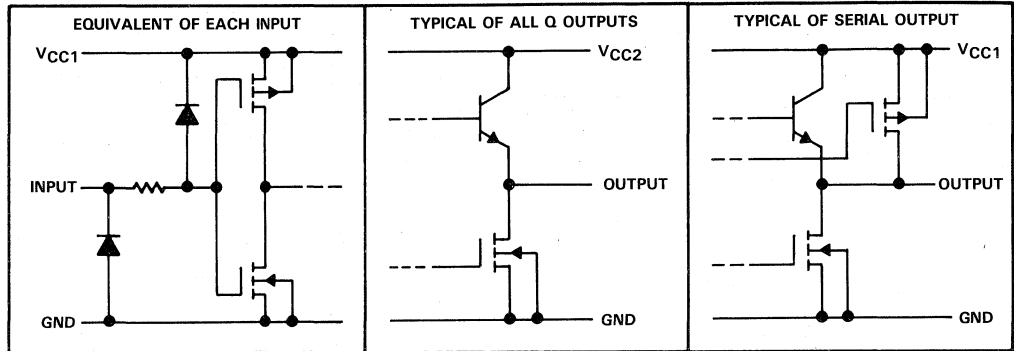 EQUIVALENT OF EACH INPUT
VCC1
INPUT
GND
TYPICAL OF ALL Q OUTPUTS
VCC2
OUTPUT
GND
TYPICAL OF SERIAL OUTPUT
VCC1
OUTPUT
GND